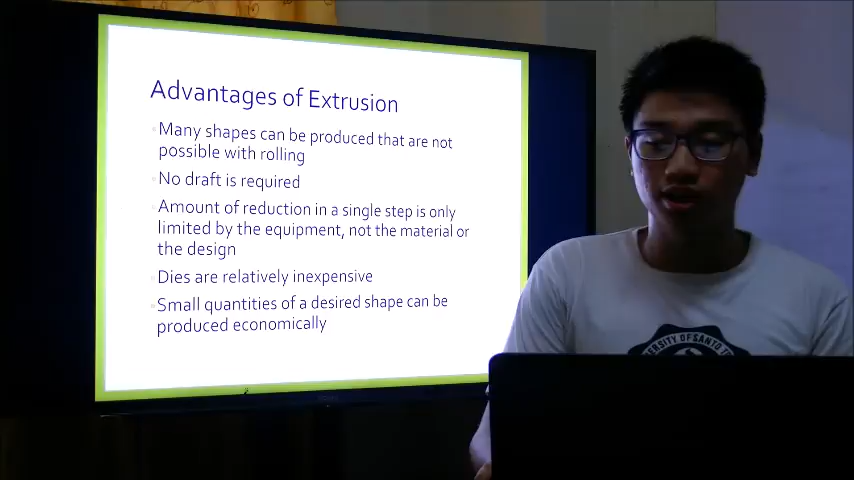 Advantages of Extrusion
Many shapes can be produced that are not
possible with rolling
No draft is required
Amount of reduction in a single step is only
limited by the equipment, not the material or
the design
Dies are relatively inexpensive
Small quantities of a desired shape can be
produced economically
OF SANTO